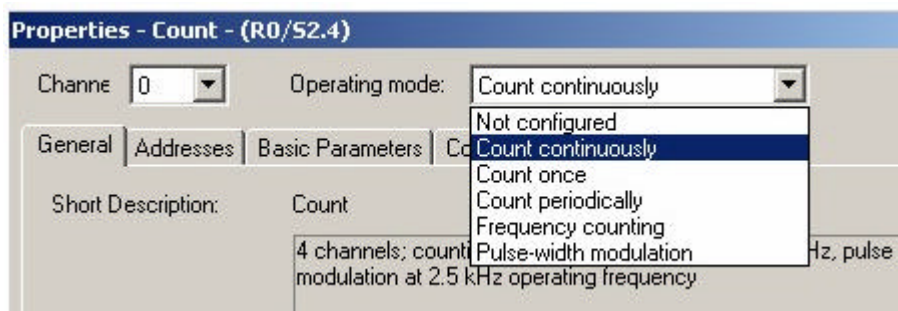 Properties - Count - (R0/S2.4)
Channe 0 Operating mode: Count continuously
Not configured
General Addresses Basic Parameters Co Count continuously
Count once
Short Description: Count Count periodically
Frequency counting
4 channels; counti Pulse-width modulation Hz, pulse
modulation at 2.5 kHz operating frequency